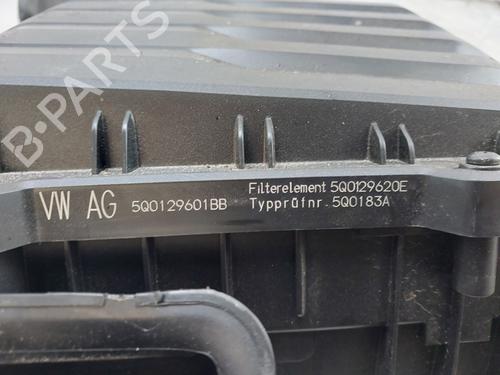 B-PARTS
VW AG 5Q0129601BB Filterelement 5Q0129620E
Typprüfnr. 5Q0183A